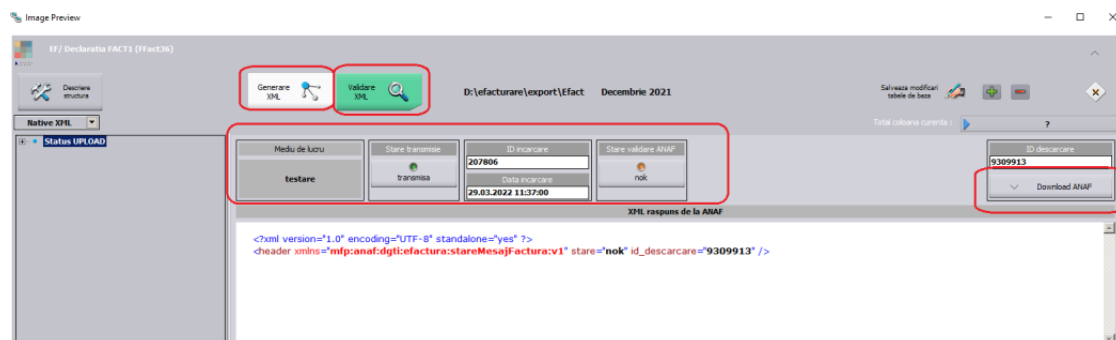 Image Preview
EF/ Declaratia FACT1 (FFact36)
Descriere
structura
Generare
XML
Validare
XML
D:\efacturare\export\Efact Decembrie 2021
Salveaza modificari
tabele de baza
Native XML
Total coloana curenta :
?
Status UPLOAD
Mediu de lucru
testare
Stare transmisie
transmisa
ID incarcare
207806
Data incarcare
29.03.2022 11:37:00
Stare validare ANAF
nok
ID descarcare
9309913
Download ANAF
XML raspuns de la ANAF
<?xml version="1.0" encoding="UTF-8" standalone="yes" ?>
<header xmlns="mfp:anaf:dgti:efactura:stareMesajFactura:v1" stare="nok" id_descarcare="9309913" />